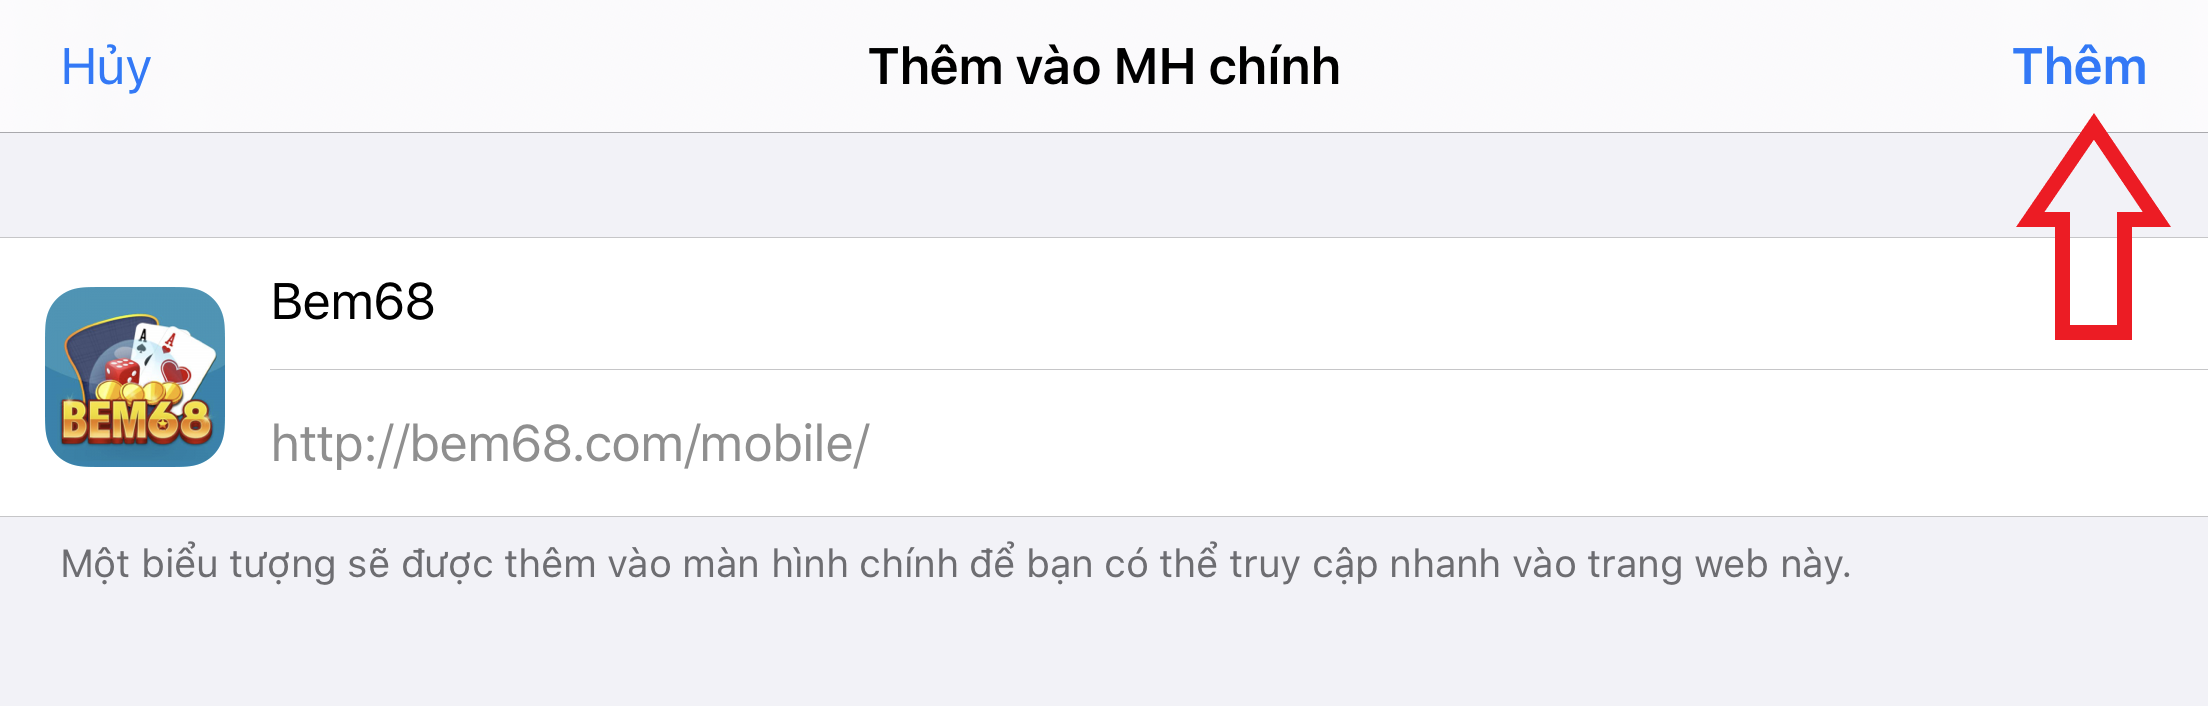 Hủy
Thêm vào MH chính
Thêm
Bem68
A A
BEM68
http://bem68.com/mobile/
Một biểu tượng sẽ được thêm vào màn hình chính để bạn có thể truy cập nhanh vào trang web này.